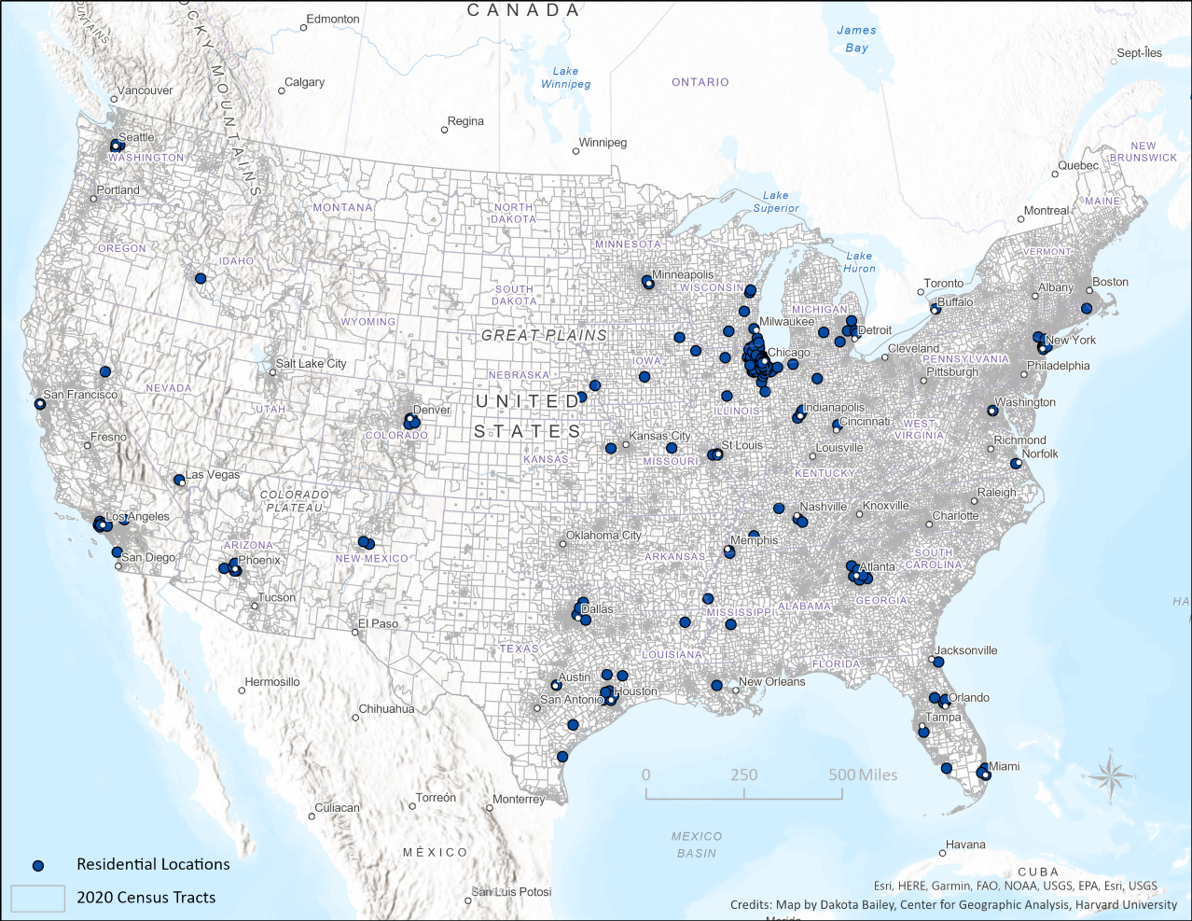 CANADA
Edmonton
OUNTAINS
OCKY MOUNTAINS
James
Bay
Sept-Îles
Calgary
Lake
Winnipeg
ONTARIO
Vancouver
Regina
Winnipeg
Seattle
WASHINGTON
NEW
BRUNSWICK
Quebec
Portland
MONTANA
NORTH
DAKOTA
Lake
Superior
MAINE
Montreal
OREGON
IDAHO
MINNESOTA
VERMONT
Lake
Huron
Minneapolis
WISCONSIN
Toronto
Albany
Boston
SOUTH
DAKOTA
Buffalo
WYOMING
GREAT PLAINS
MICHIGAN
Milwaukee
Detroit
New York
Salt Lake City
IOWA
Chicago
Cleveland
PENNSYLVANIA
Pittsburgh
Philadelphia
NEBRASKA
NEVADA
San Francisco
UTAH
Denver
UNITED
STATES
ILLINOIS
Indianapolis
Washington
COLORADO
Cincinnati
WEST
VIRGINIA
Fresno
Kansas City
St Louis
Louisville
Richmond
Norfolk
KANSAS
MISSOURI
KENTUCKY
Las Vegas
COLORADO
PLATEAU
Raleigh
Nashville
Knoxville
Charlotte
Los Angeles
Oklahoma City
Memphis
ARIZONA
NEW MEXICO
ARKANSAS
SOUTH
CAROLINA
San Diego
Phoenix
Atlanta
Tucson
Dallas
MISSISSIPPI
ALABAMA
GEORGIA
HA
El Paso
TEXAS
LOUISIANA
Jacksonville
FLORIDA
Hermosillo
Austin
Houston
New Orleans
San Antonio
Orlando
Chihuahua
Tampa
Miami
0 250 500 Miles
Culiacan
Torreón
Monterrey
MEXICO
BASIN
MÉXICO
Havana
Residential Locations
CUBA
San Luis Potosi
2020 Census Tracts
Esri, HERE, Garmin, FAO, NOAA, USGS, EPA, Esri, USGS
Credits: Map by Dakota Bailey, Center for Geographic Analysis, Harvard University